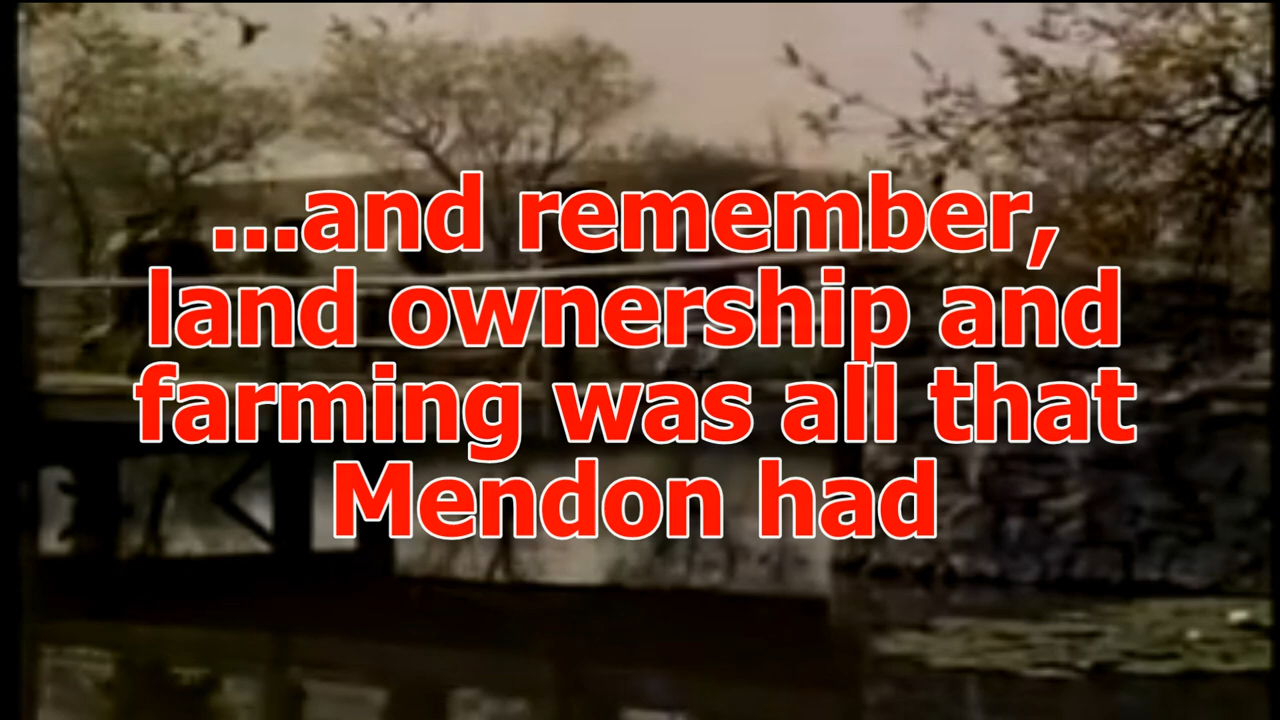 ...and remember,
land ownership and
farming was all that
Mendon had